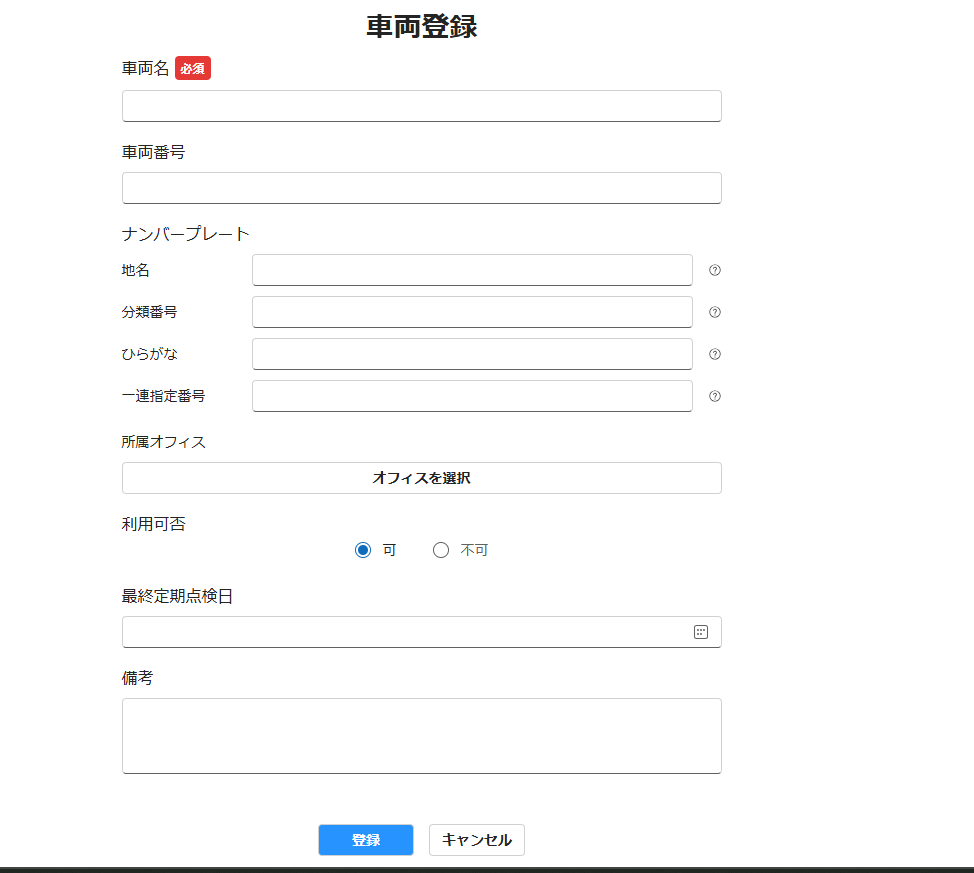 車両登録
車両名 必須
車両番号
ナンバープレート
地名
分類番号
ひらがな
一連指定番号
所属オフィス
オフィスを選択
利用可否
可 不可
最終定期点検日
備考
登録 キャンセル